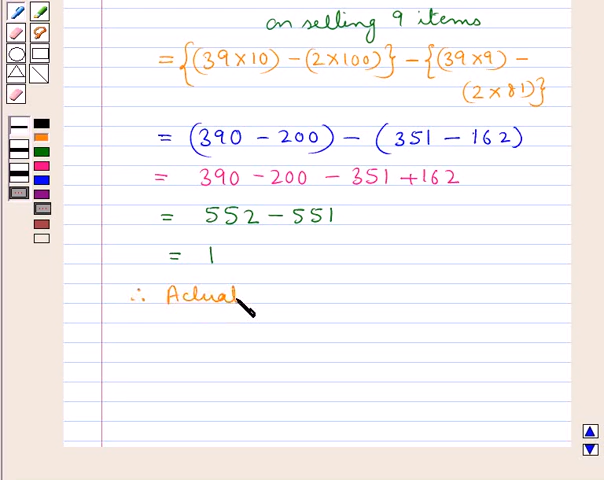 on selling 9 items
= {(39×10) - (2×100)} - {(39×9) -
(2×81)}
= (390 - 200) - (351 - 162)
= 390 - 200 - 351 + 162
= 552 - 551
= 1
∴ Actual